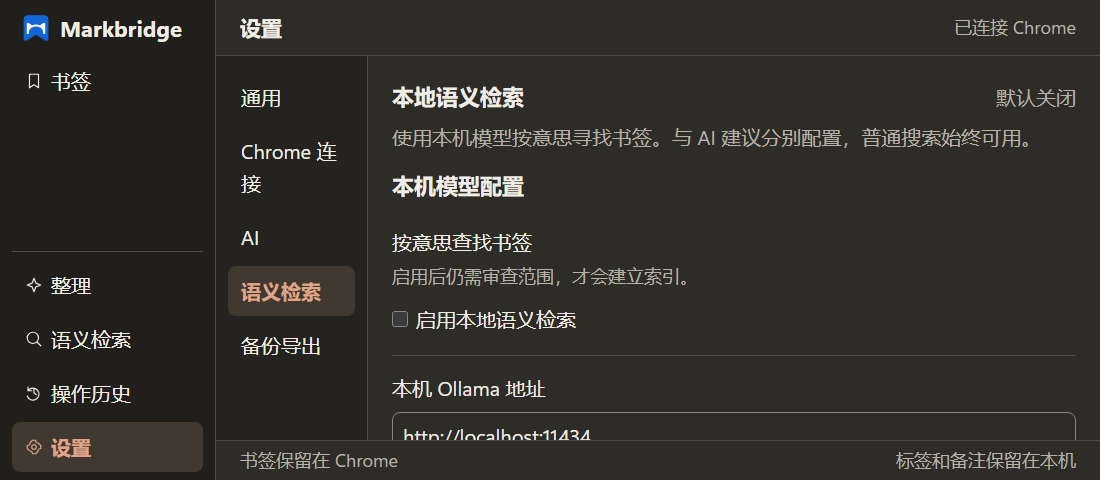 Markbridge
书签
整理
语义检索
操作历史
设置
设置
已连接 Chrome
通用
Chrome 连
接
AI
语义检索
备份导出
本地语义检索
默认关闭
使用本机模型按意思寻找书签。与 AI 建议分别配置，普通搜索始终可用。
本机模型配置
按意思查找书签
启用后仍需审查范围，才会建立索引。
启用本地语义检索
本机 Ollama 地址
http://localhost:11434
书签保留在 Chrome
标签和备注保留在本机